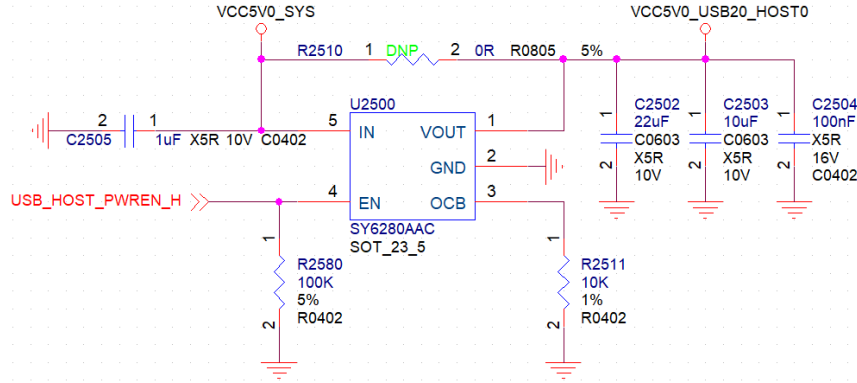 VCC5V0_SYS
VCC5V0_USB20_HOST0
R2510 1 DNP 2 0R R0805 5%
U2500
2 1
C2505 1uF X5R 10V C0402
5 IN VOUT 1
GND 2
4 EN OCB 3
USB_HOST_PWREN_H
SY6280AAC
SOT_23_5
1
2
C2502
22uF
C0603
X5R
10V
1
2
C2503
10uF
C0603
X5R
10V
1
2
C2504
100nF
X5R
16V
C0402
1
2
R2580
100K
5%
R0402
1
2
R2511
10K
1%
R0402